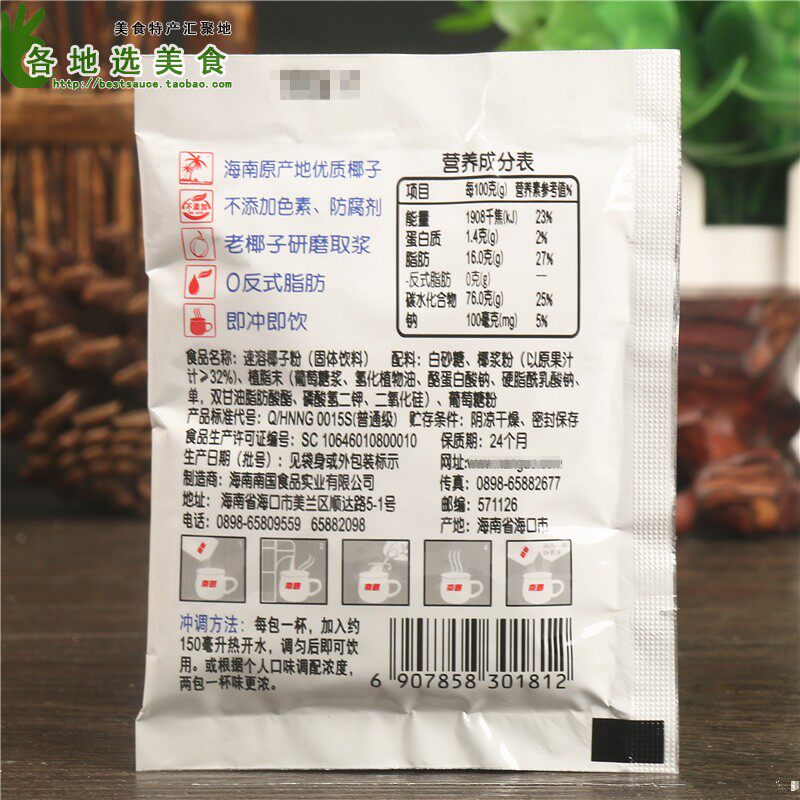 美食特产汇聚地
各地选美食
http://bestsauce.taobao.com
海南原产地优质椰子
不添加
不添加色素、防腐剂
老椰子研磨取浆
0反式脂肪
即冲即饮
营养成分表
项目 每100克(g) 营养素参考值%
能量 1908千焦(kJ) 23%
蛋白质 1.4克(g) 2%
脂肪 16.0克(g) 27%
-反式脂肪 0克(g) —
碳水化合物 76.0克(g) 25%
钠 100毫克(mg) 5%
食品名称：速溶椰子粉（固体饮料） 配料：白砂糖、椰浆粉（以原果汁
计≥32%）、植脂末（葡萄糖浆、氢化植物油、酪蛋白酸钠、硬脂酰乳酸钠、
单，双甘油脂肪酸酯、磷酸氢二钾、二氧化硅）、葡萄糖粉
产品标准代号：Q/HNNG 0015S(普通级) 贮存条件：阴凉干燥、密封保存
食品生产许可证编号：SC 10646010800010 保质期：24个月
生产日期（批号）：见袋身或外包装标示 网址：
制造商：海南南国食品实业有限公司 传真：0898-65882677
地址： 海南省海口市美兰区顺达路5-1号 邮编：571126
电话：0898-65809559 65882098 产地：海南省海口市
南国 南国 南国 南国
冲调方法：每包一杯，加入约
150毫升热开水，调匀后即可饮
用。或根据个人口味调配浓度，
两包一杯味更浓。
6 907858 301812